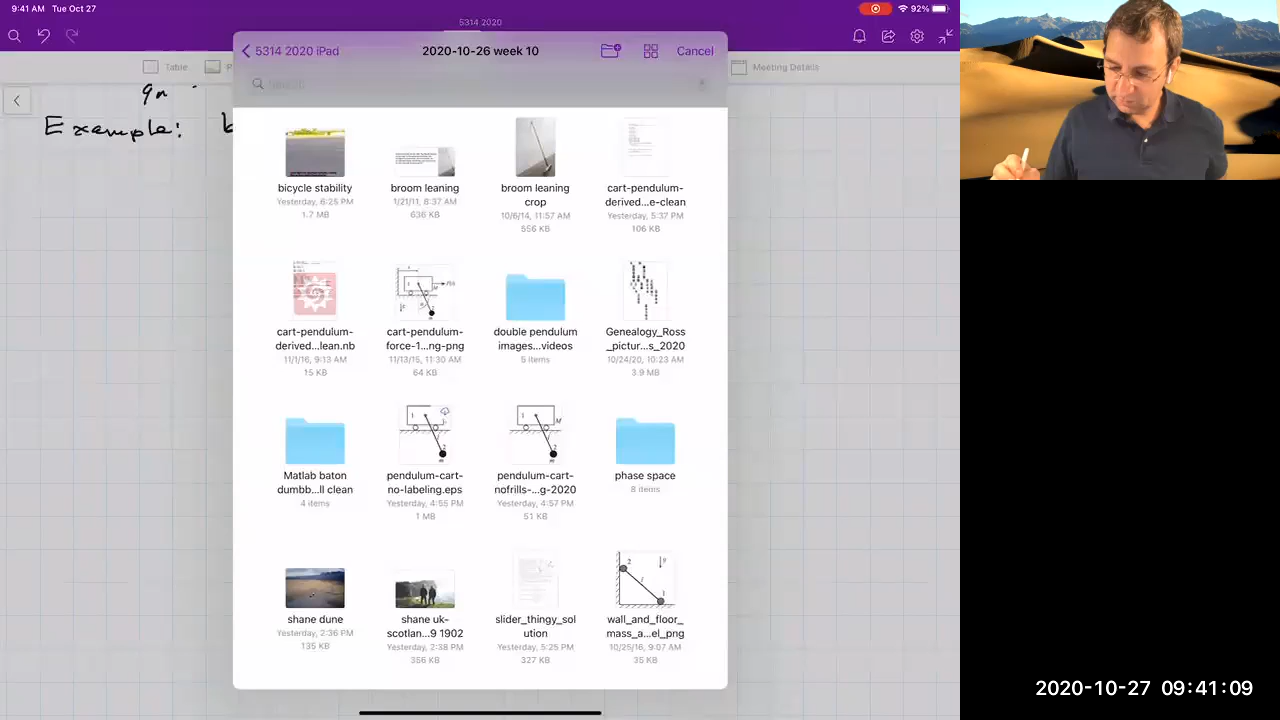 9:41 AM Tue Oct 27
92%
5314 2020
5314 2020 iPad
2020-10-26 week 10
Cancel
Table
Meeting Details
Example:
bicycle stability
Yesterday, 6:25 PM
1.7 MB
broom leaning
1/21/11, 8:37 AM
636 KB
broom leaning
crop
10/6/14, 11:57 AM
556 KB
cart-pendulum-
derived...e-clean
Yesterday, 5:37 PM
106 KB
cart-pendulum-
derived...lean.nb
11/1/16, 9:13 AM
15 KB
cart-pendulum-
force-1...ng-png
11/13/15, 11:30 AM
64 KB
double pendulum
images...videos
5 items
Genealogy_Ross
_pictur...s_2020
10/24/20, 10:23 AM
3.9 MB
Matlab baton
dumbb...ll clean
4 items
pendulum-cart-
no-labeling.eps
Yesterday, 4:55 PM
1 MB
pendulum-cart-
nofrills-...g-2020
Yesterday, 4:57 PM
51 KB
phase space
8 items
shane dune
Yesterday, 2:36 PM
135 KB
shane uk-
scotlan...9 1902
Yesterday, 2:38 PM
356 KB
slider_thingy_sol
ution
Yesterday, 5:25 PM
327 KB
wall_and_floor_
mass_a...el_png
10/25/16, 9:07 AM
35 KB
2020-10-27 09:41:09